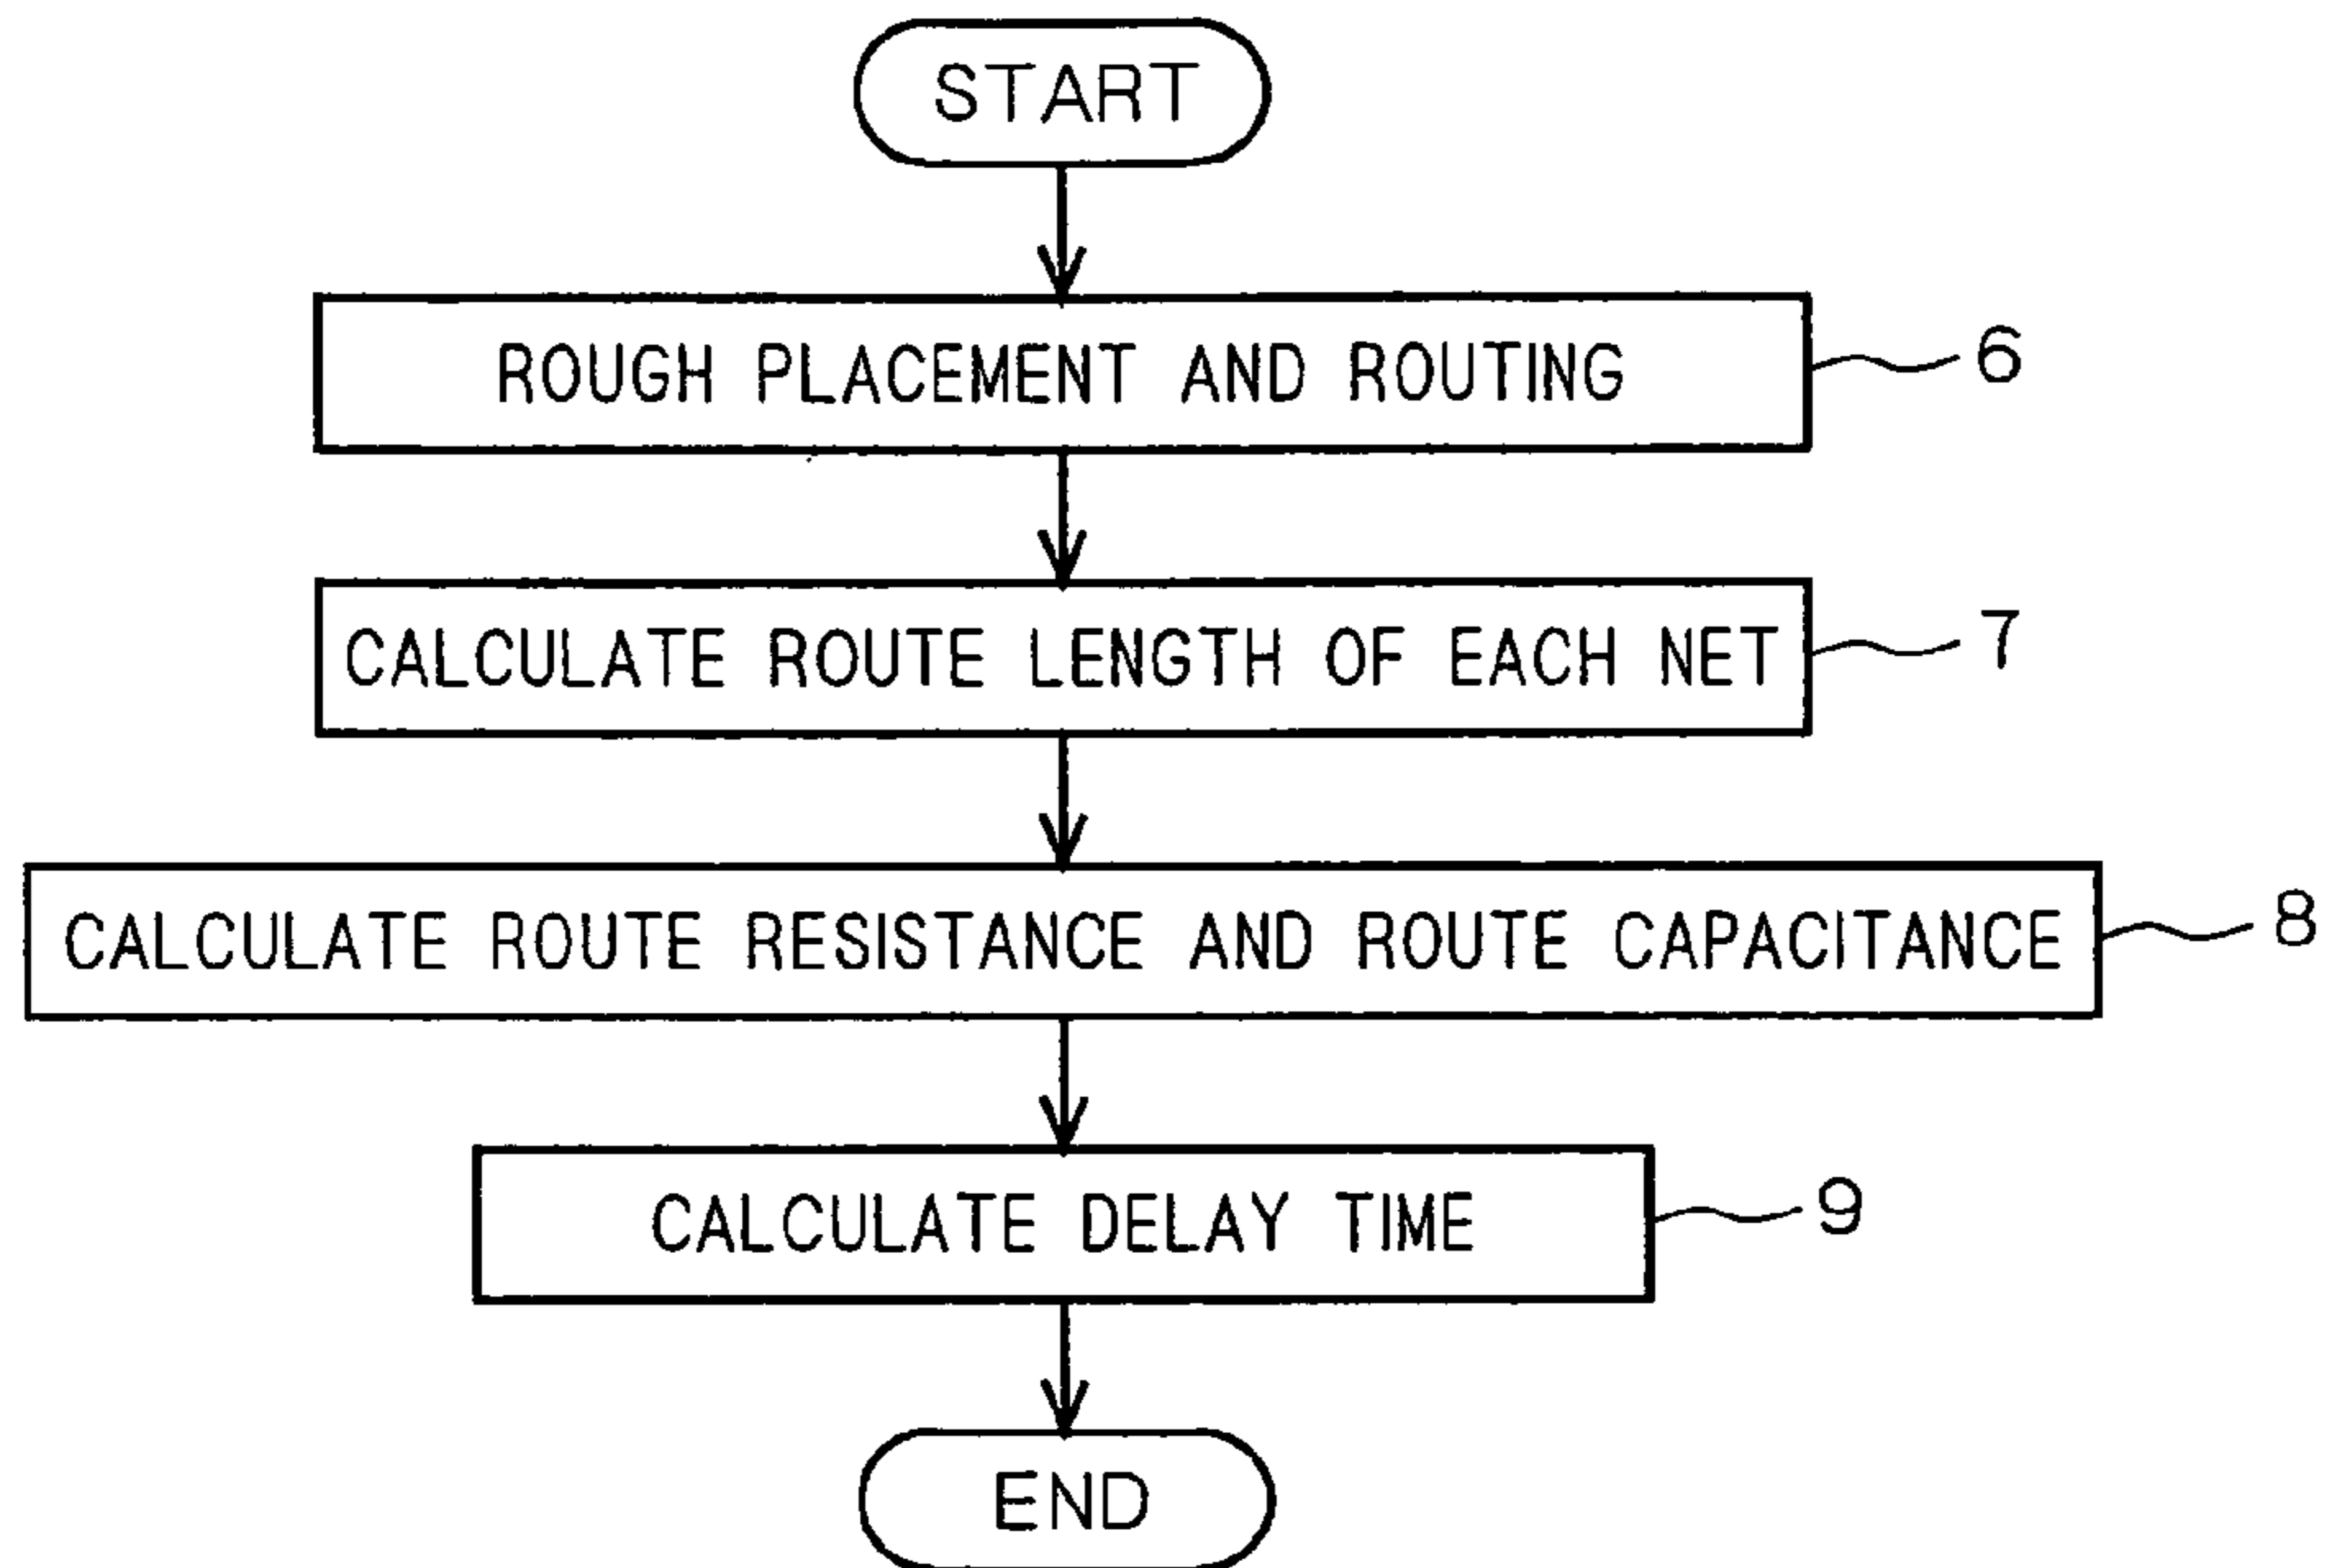 START
ROUGH PLACEMENT AND ROUTING
6
CALCULATE ROUTE LENGTH OF EACH NET
7
CALCULATE ROUTE RESISTANCE AND ROUTE CAPACITANCE
8
CALCULATE DELAY TIME
9
END